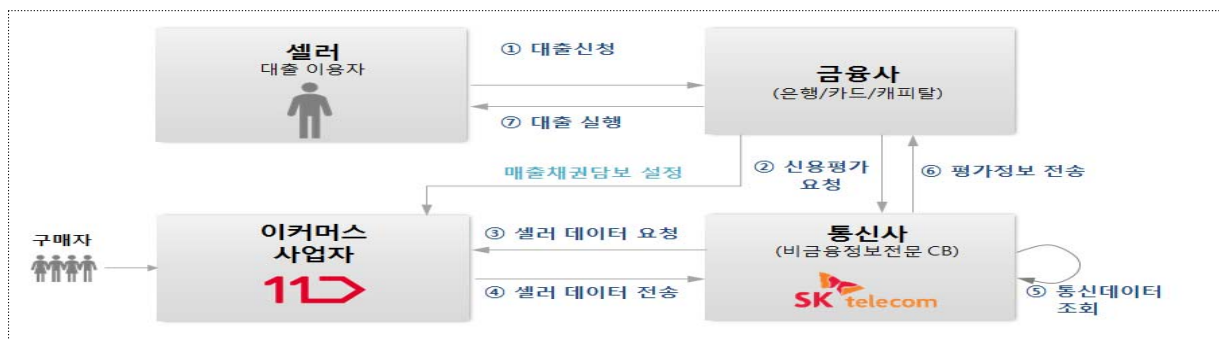 셀러
대출 이용자
① 대출신청
⑦ 대출 실행
금융사
(은행/카드/캐피탈)
매출채권담보 설정
② 신용평가
요청
⑥ 평가정보 전송
구매자
이커머스
사업자
11
③ 셀러 데이터 요청
④ 셀러 데이터 전송
통신사
(비금융정보전문 CB)
SK telecom
⑤ 통신데이터
조회